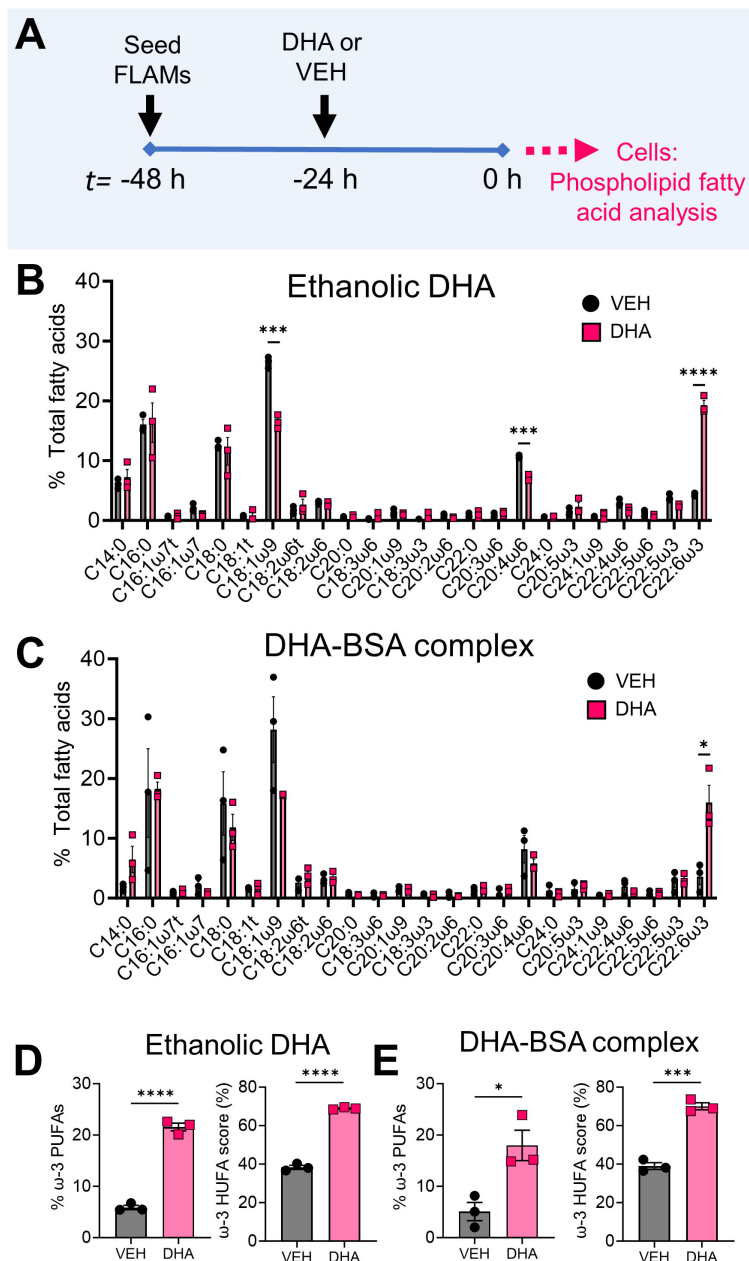 A
Seed
FLAMs
DHA or
VEH
t= -48 h
-24 h
0 h
Cells:
Phospholipid fatty
acid analysis
B
Ethanolic DHA
% Total fatty acids
40
30
20
10
0
VEH
DHA
***
***
****
C14:0
C16:0
C16:1ω7t
C16:1ω7
C18:0
C18:1t
C18:1ω9
C18:2ω6t
C18:2ω6
C20:0
C18:3ω6
C20:1ω9
C18:3ω3
C20:2ω6
C22:0
C20:3ω6
C20:4ω6
C24:0
C20:5ω3
C24:1ω9
C22:4ω6
C22:5ω6
C22:5ω3
C22:6ω3
C
DHA-BSA complex
% Total fatty acids
40
30
20
10
0
VEH
DHA
*
C14:0
C16:0
C16:1ω7t
C16:1ω7
C18:0
C18:1t
C18:1ω9
C18:2ω6t
C18:2ω6
C20:0
C18:3ω6
C20:1ω9
C18:3ω3
C20:2ω6
C22:0
C20:3ω6
C20:4ω6
C24:0
C20:5ω3
C24:1ω9
C22:4ω6
C22:5ω6
C22:5ω3
C22:6ω3
D
Ethanolic DHA
% ω-3 PUFAs
30
20
10
0
****
VEH
DHA
ω-3 HUFA score (%)
80
60
40
20
0
****
VEH
DHA
E
DHA-BSA complex
% ω-3 PUFAs
30
20
10
0
*
VEH
DHA
ω-3 HUFA score (%)
80
60
40
20
0
***
VEH
DHA